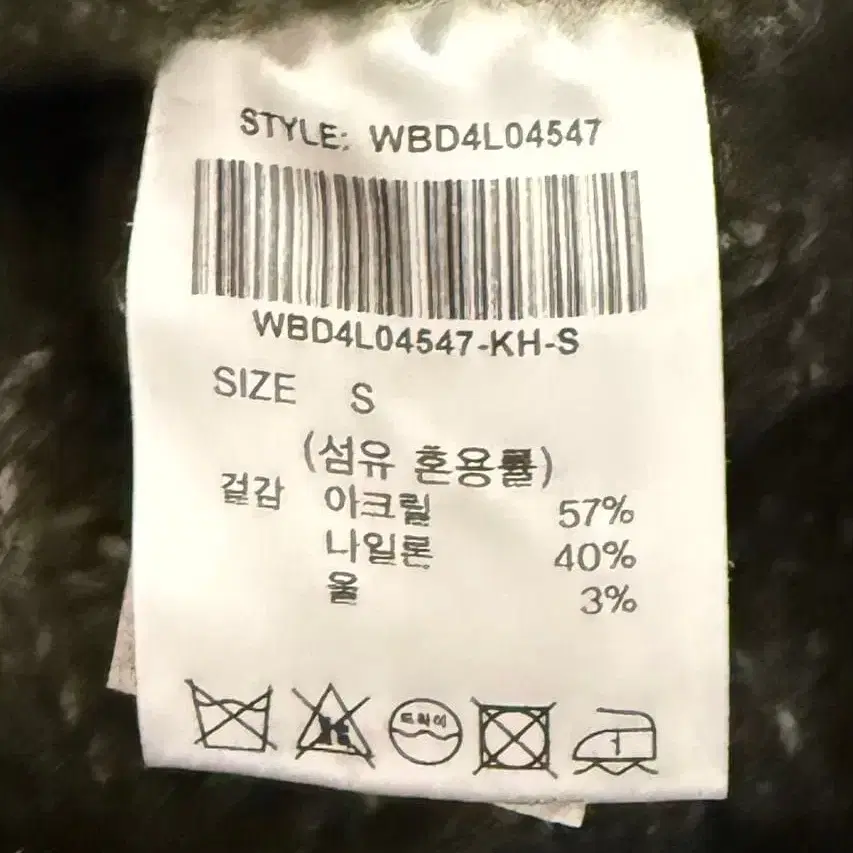 STYLE: WBD4L04547
WBD4L04547-KH-S
SIZE S
(섬유 혼용률)
겉감 아크릴 57%
나일론 40%
울 3%
드라이